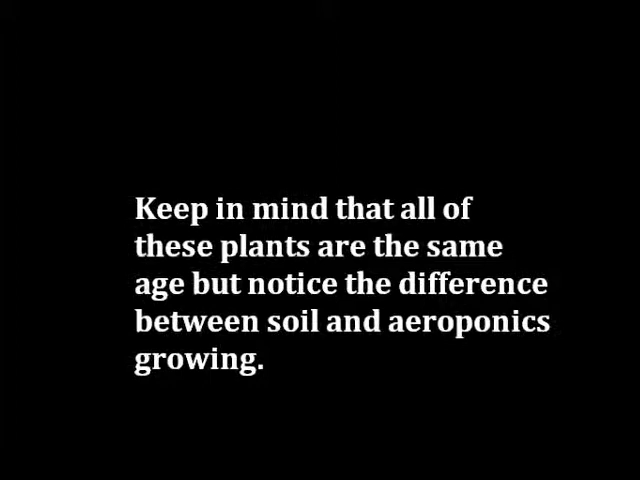 Keep in mind that all of
these plants are the same
age but notice the difference
between soil and aeroponics
growing.